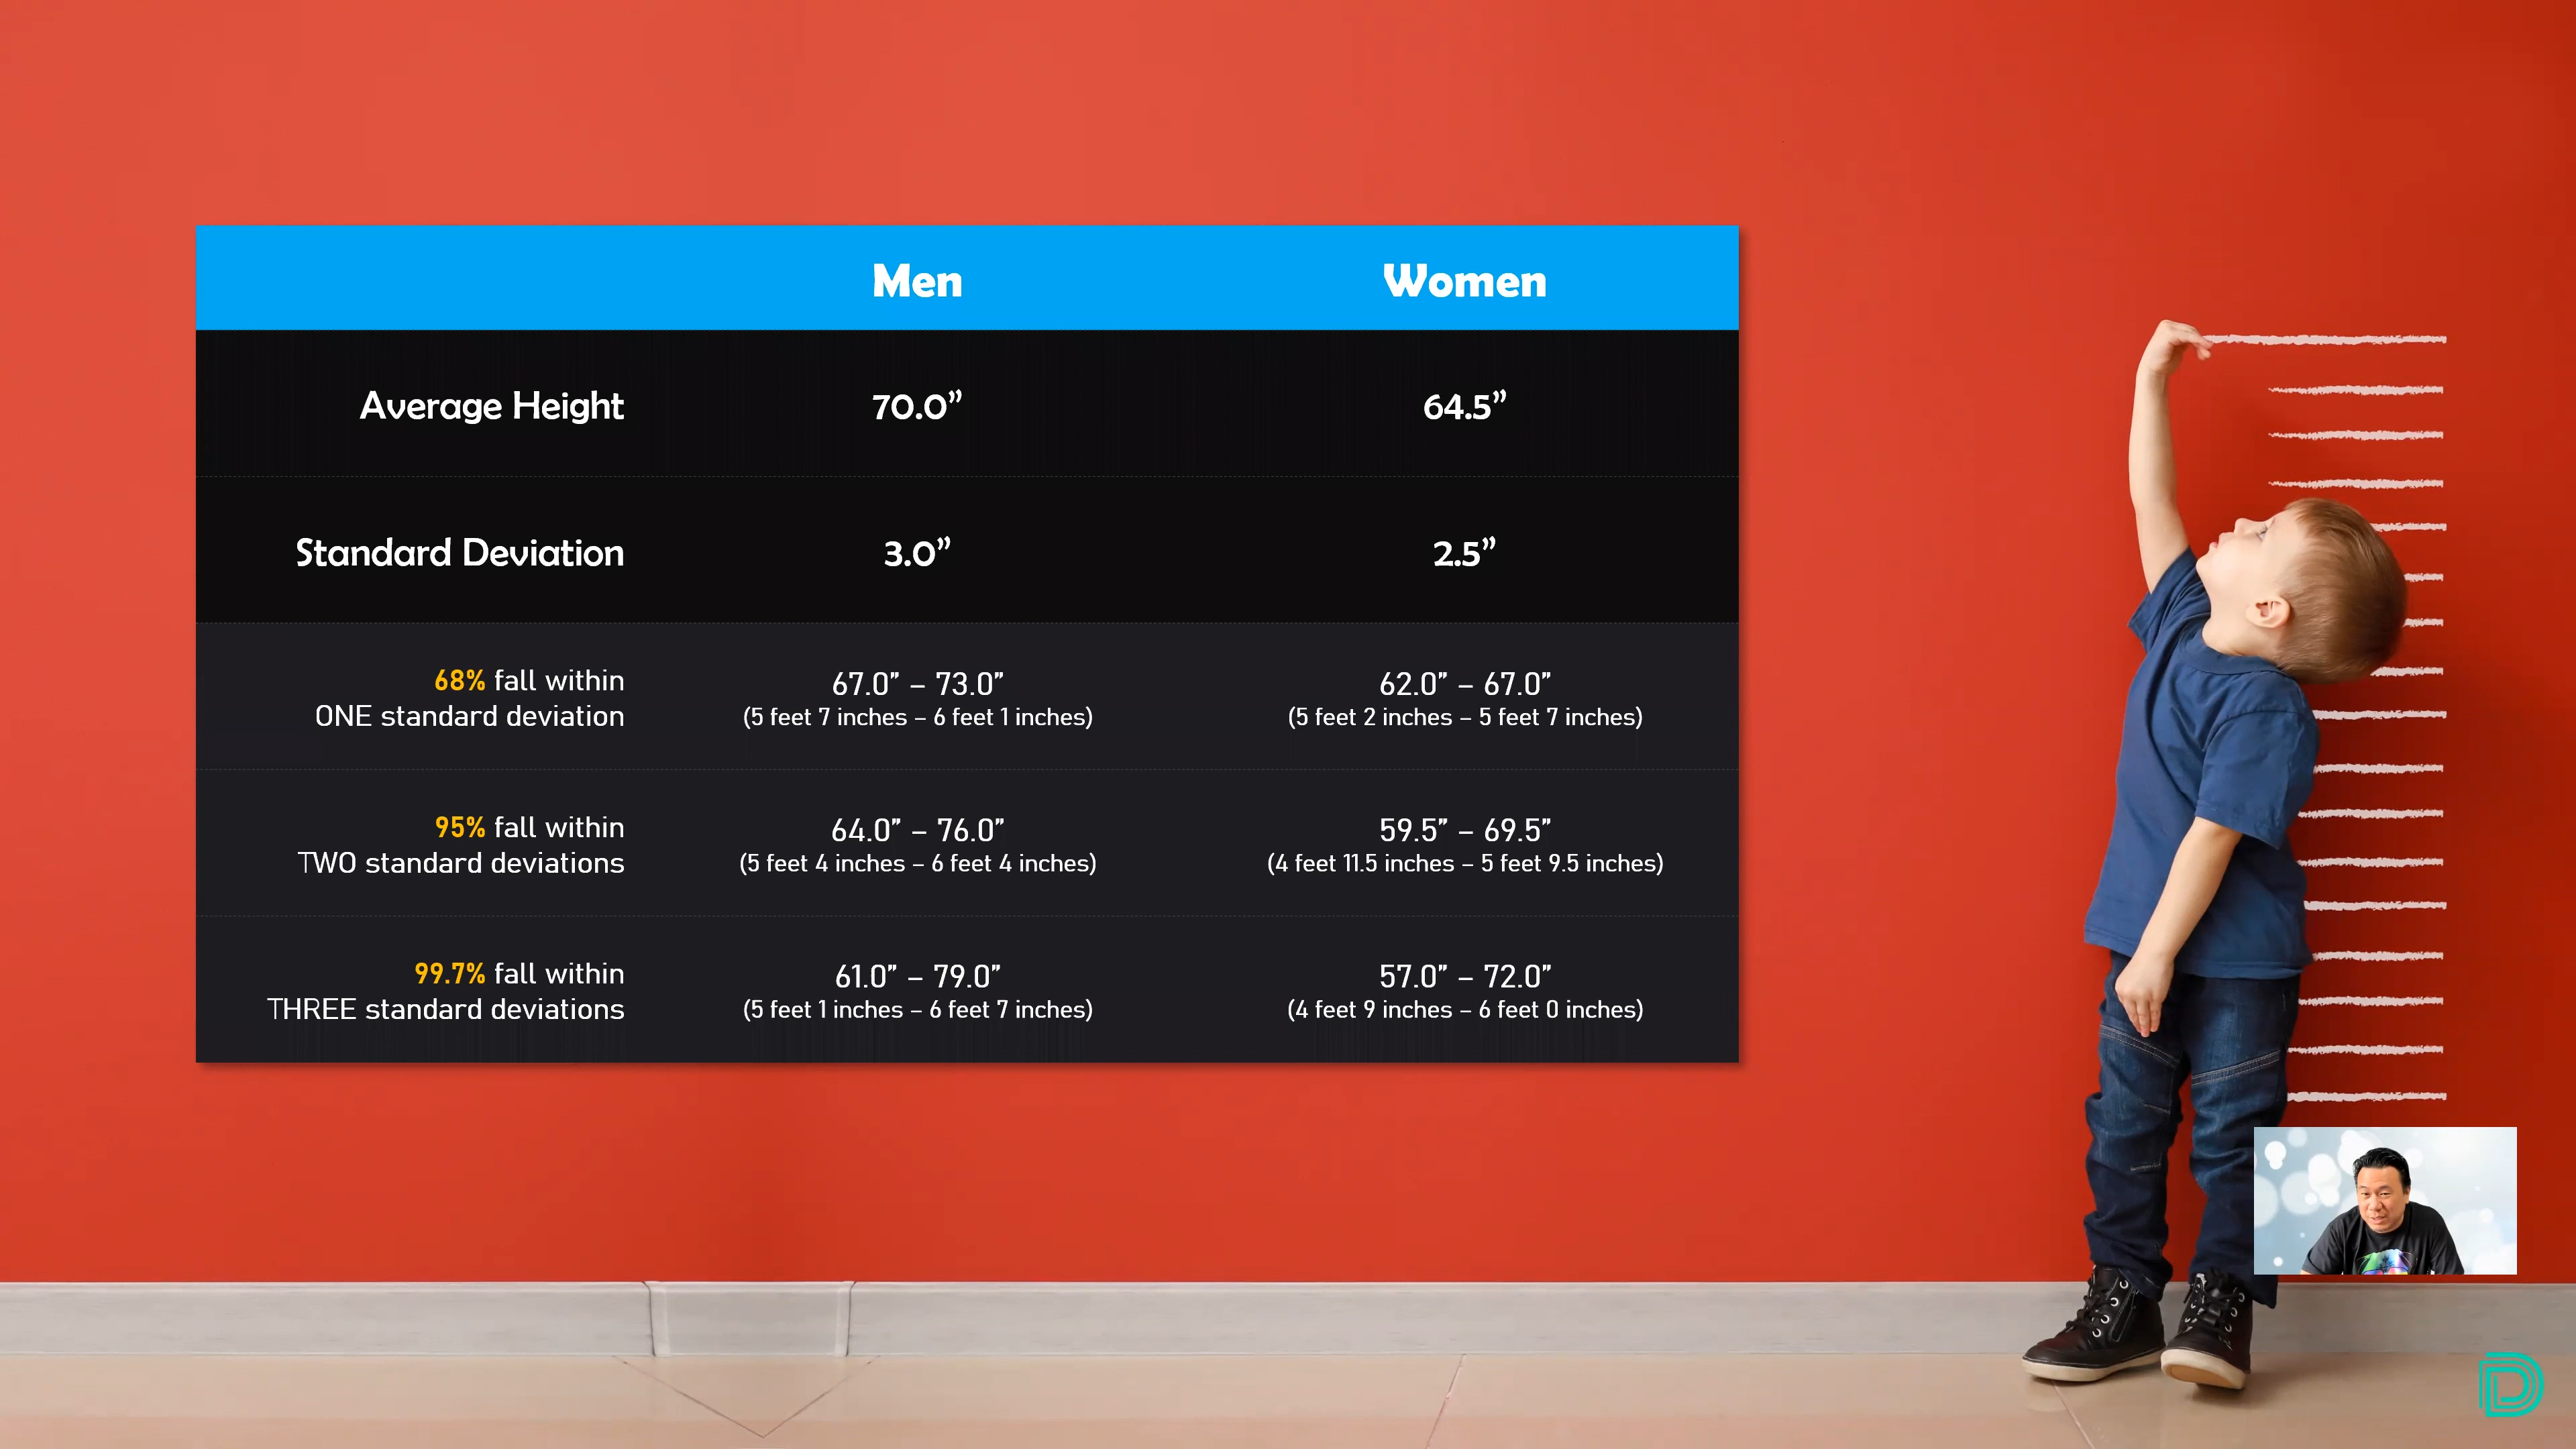 Men Women
Average Height 70.0” 64.5”
Standard Deviation 3.0” 2.5”
68% fall within
ONE standard deviation
67.0” – 73.0”
(5 feet 7 inches – 6 feet 1 inches)
62.0” – 67.0”
(5 feet 2 inches – 5 feet 7 inches)
95% fall within
TWO standard deviations
64.0” – 76.0”
(5 feet 4 inches – 6 feet 4 inches)
59.5” – 69.5”
(4 feet 11.5 inches – 5 feet 9.5 inches)
99.7% fall within
THREE standard deviations
61.0” – 79.0”
(5 feet 1 inches – 6 feet 7 inches)
57.0” – 72.0”
(4 feet 9 inches – 6 feet 0 inches)